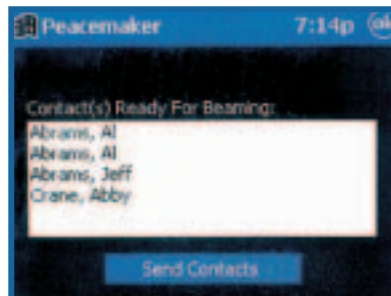 Peacemaker 7:14p ok
Contact(s) Ready For Beaming:
Abrams, Al
Abrams, Al
Abrams, Jeff
Crane, Abby
Send Contacts